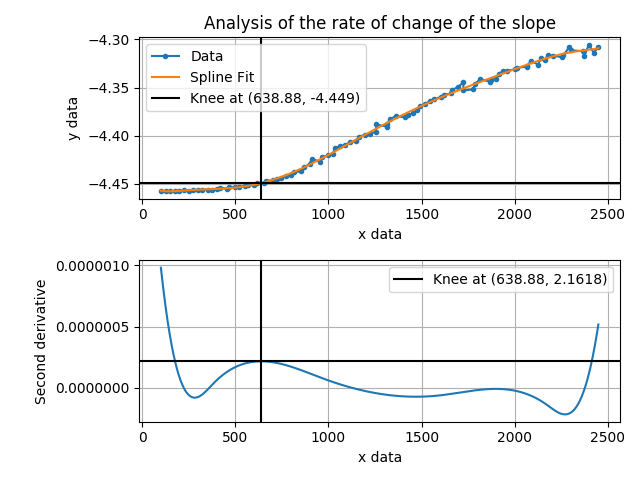 Analysis of the rate of change of the slope
−4.30
−4.35
−4.40
−4.45
y data
Data
Spline Fit
Knee at (638.88, -4.449)
0
500
1000
1500
2000
2500
x data
0.0000010
0.0000005
0.0000000
Second derivative
Knee at (638.88, 2.1618)
0
500
1000
1500
2000
2500
x data